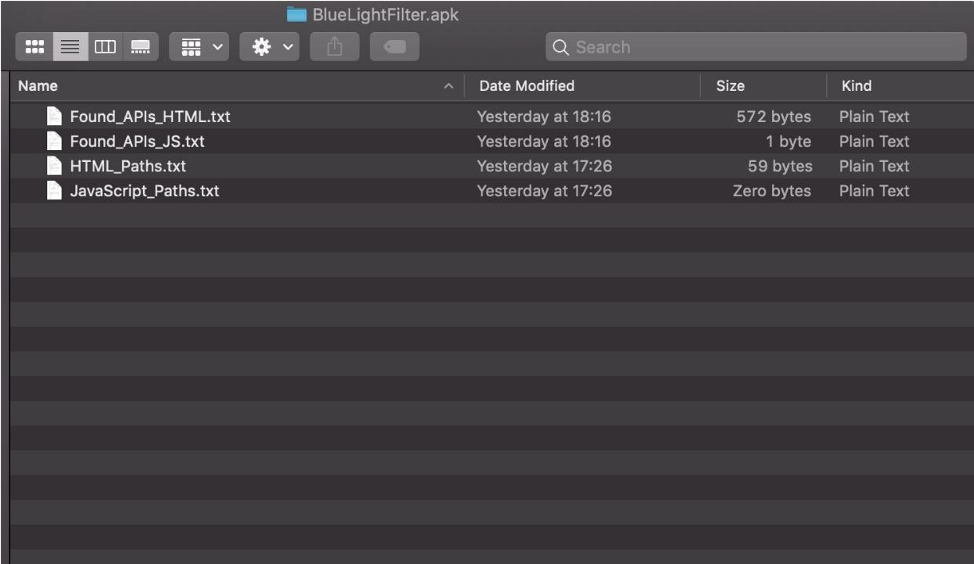 BlueLightFilter.apk
Search
Name Date Modified Size Kind
Found_APIs_HTML.txt Yesterday at 18:16 572 bytes Plain Text
Found_APIs_JS.txt Yesterday at 18:16 1 byte Plain Text
HTML_Paths.txt Yesterday at 17:26 59 bytes Plain Text
JavaScript_Paths.txt Yesterday at 17:26 Zero bytes Plain Text